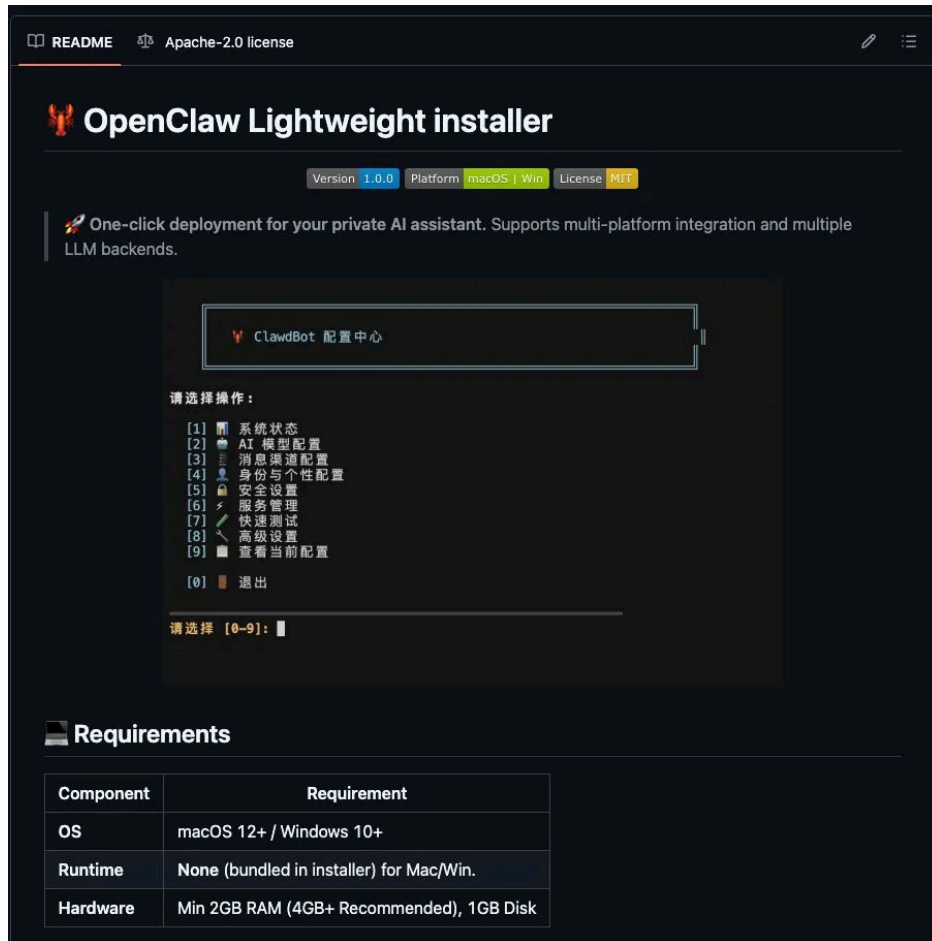 README Apache-2.0 license
OpenClaw Lightweight installer
Version 1.0.0 Platform macOS | Win License MIT
One-click deployment for your private AI assistant. Supports multi-platform integration and multiple
LLM backends.
ClawdBot 配置中心
请选择操作:
[1] 系统状态
[2] AI 模型配置
[3] 消息渠道配置
[4] 身份与个性配置
[5] 安全设置
[6] 服务管理
[7] 快速测试
[8] 高级设置
[9] 查看当前配置
[0] 退出
请选择 [0-9]:
Requirements
Component Requirement
OS macOS 12+ / Windows 10+
Runtime None (bundled in installer) for Mac/Win.
Hardware Min 2GB RAM (4GB+ Recommended), 1GB Disk